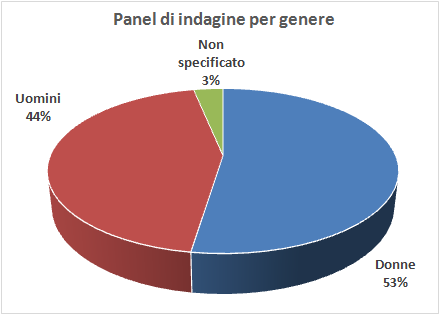 Panel di indagine per genere
Non
specificato
3%
Uomini
44%
Donne
53%